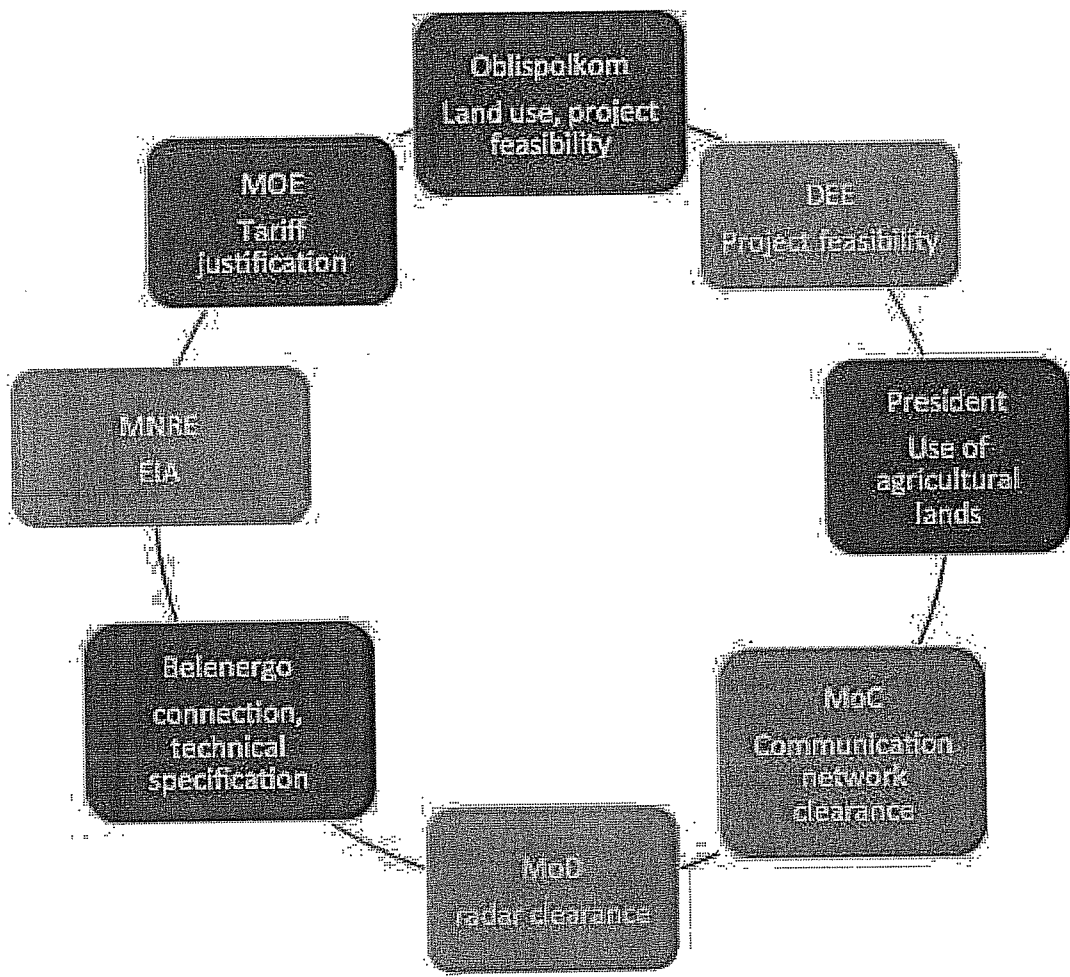 Oblispolkom
Land use, project
feasibility
DEE
Project feasibility
President
Use of
agricultural
lands
MoC
Communication
network
clearance
MoD
radar clearance
Belenergo
connection,
technical
specification
MNRE
EIA
MOE
Tariff
justification